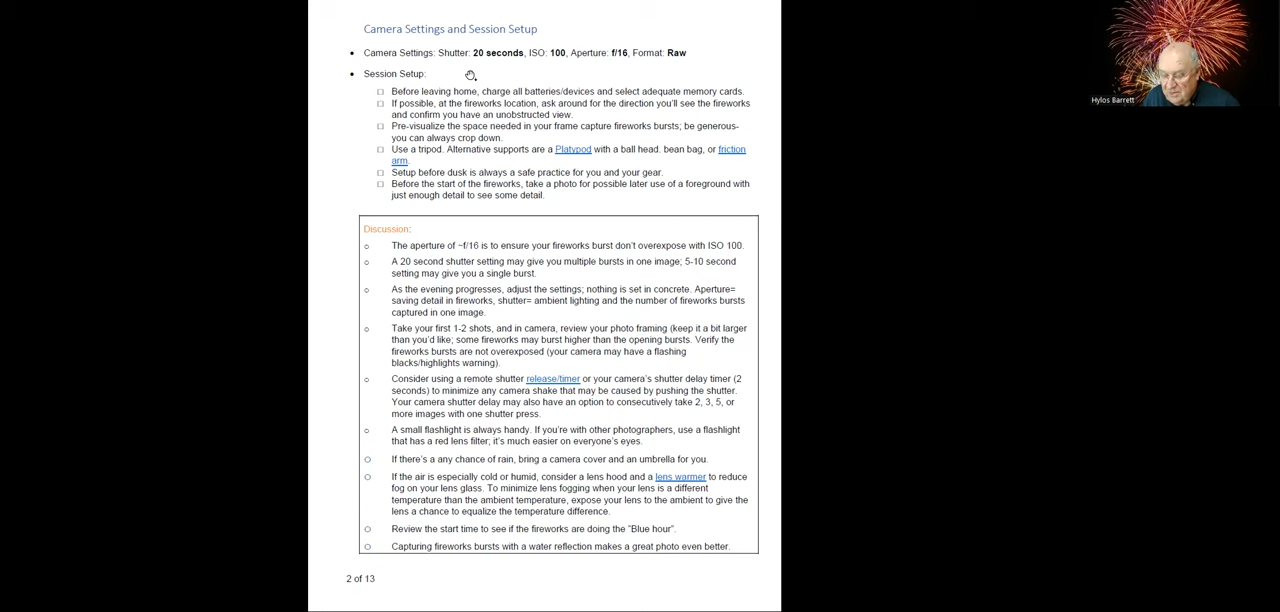 Camera Settings and Session Setup
Camera Settings: Shutter: 20 seconds, ISO: 100, Aperture: f/16, Format: Raw
Session Setup:
Before leaving home, charge all batteries/devices and select adequate memory cards.
If possible, at the fireworks location, ask around for the direction you'll see the fireworks
and confirm you have an unobstructed view.
Pre-visualize the space needed in your frame capture fireworks bursts; be generous-
you can always crop down.
Use a tripod. Alternative supports are a Platypod with a ball head. bean bag, or friction
arm.
Setup before dusk is always a safe practice for you and your gear.
Before the start of the fireworks, take a photo for possible later use of a foreground with
just enough detail to see some detail.
Discussion:
The aperture of ~f/16 is to ensure your fireworks burst don't overexpose with ISO 100.
A 20 second shutter setting may give you multiple bursts in one image; 5-10 second
setting may give you a single burst.
As the evening progresses, adjust the settings; nothing is set in concrete. Aperture=
saving detail in fireworks, shutter= ambient lighting and the number of fireworks bursts
captured in one image.
Take your first 1-2 shots, and in camera, review your photo framing (keep it a bit larger
than you'd like; some fireworks may burst higher than the opening bursts. Verify the
fireworks bursts are not overexposed (your camera may have a flashing
blacks/highlights warning).
Consider using a remote shutter release/timer or your camera's shutter delay timer (2
seconds) to minimize any camera shake that may be caused by pushing the shutter.
Your camera shutter delay may also have an option to consecutively take 2, 3, 5, or
more images with one shutter press.
A small flashlight is always handy. If you're with other photographers, use a flashlight
that has a red lens filter; it's much easier on everyone's eyes.
If there's a any chance of rain, bring a camera cover and an umbrella for you.
If the air is especially cold or humid, consider a lens hood and a lens warmer to reduce
fog on your lens glass. To minimize lens fogging when your lens is a different
temperature than the ambient temperature, expose your lens to the ambient to give the
lens a chance to equalize the temperature difference.
Review the start time to see if the fireworks are doing the "Blue hour".
Capturing fireworks bursts with a water reflection makes a great photo even better.
2 of 13
Hylos Barrett